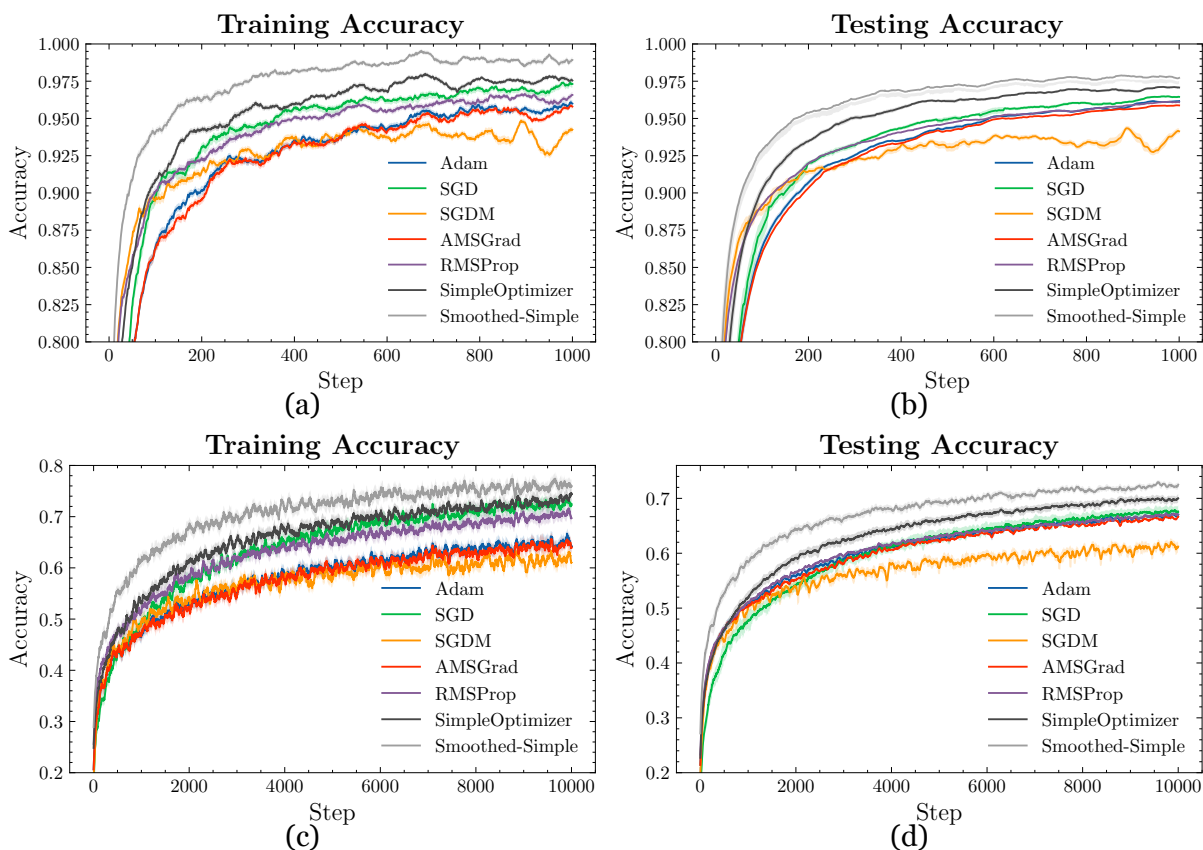 Training Accuracy
Testing Accuracy
1.000
0.975
0.950
0.925
0.900
0.875
0.850
0.825
0.800
Accuracy
Adam
SGD
SGDM
AMSGrad
RMSProp
SimpleOptimizer
Smoothed-Simple
0 200 400 600 800 1000
Step
(a)
1.000
0.975
0.950
0.925
0.900
0.875
0.850
0.825
0.800
Accuracy
Adam
SGD
SGDM
AMSGrad
RMSProp
SimpleOptimizer
Smoothed-Simple
0 200 400 600 800 1000
Step
(b)
Training Accuracy
Testing Accuracy
0.8
0.7
0.6
0.5
0.4
0.3
0.2
Accuracy
Adam
SGD
SGDM
AMSGrad
RMSProp
SimpleOptimizer
Smoothed-Simple
0 2000 4000 6000 8000 10000
Step
(c)
0.7
0.6
0.5
0.4
0.3
0.2
Accuracy
Adam
SGD
SGDM
AMSGrad
RMSProp
SimpleOptimizer
Smoothed-Simple
0 2000 4000 6000 8000 10000
Step
(d)